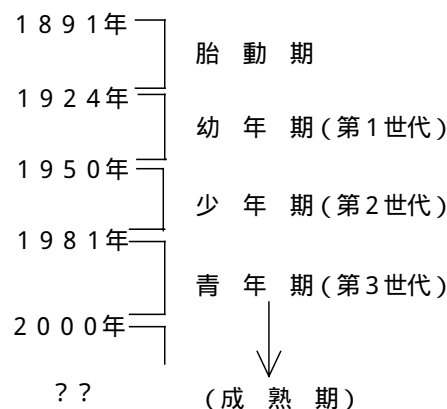 1891年
胎動期
1924年
幼年期(第1世代)
1950年
少年期(第2世代)
1981年
青年期(第3世代)
2000年
??
(成熟期)